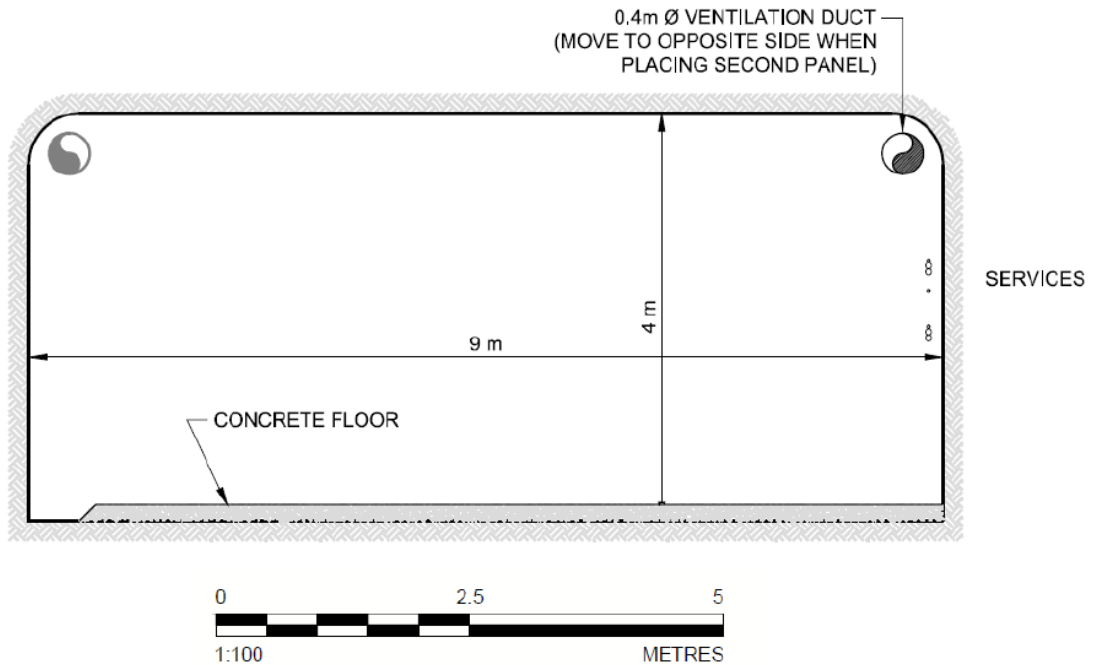 0.4m Ø VENTILATION DUCT
(MOVE TO OPPOSITE SIDE WHEN
PLACING SECOND PANEL)
SERVICES
4 m
9 m
CONCRETE FLOOR
0 2.5 5
1:100 METRES